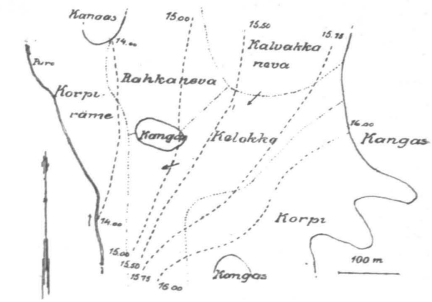 Kangas
15.00
15.50
15.75
14.00
Kalvakka
neva
Puro
Rahkaneva
Korpi
räme
Kangas
Kalokko
16.00
Kangas
14.00
Korpi
15.00
15.50
15.75
16.00
Kangas
100 m